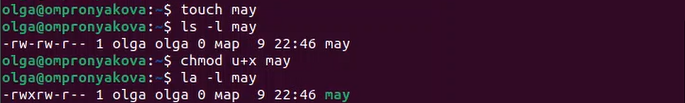 olga@ompronyakova:~$ touch may
olga@ompronyakova:~$ ls -l may
-rw-rw-r-- 1 olga olga 0 мар  9 22:46 may
olga@ompronyakova:~$ chmod u+x may
olga@ompronyakova:~$ la -l may
-rwxrw-r-- 1 olga olga 0 мар  9 22:46 may